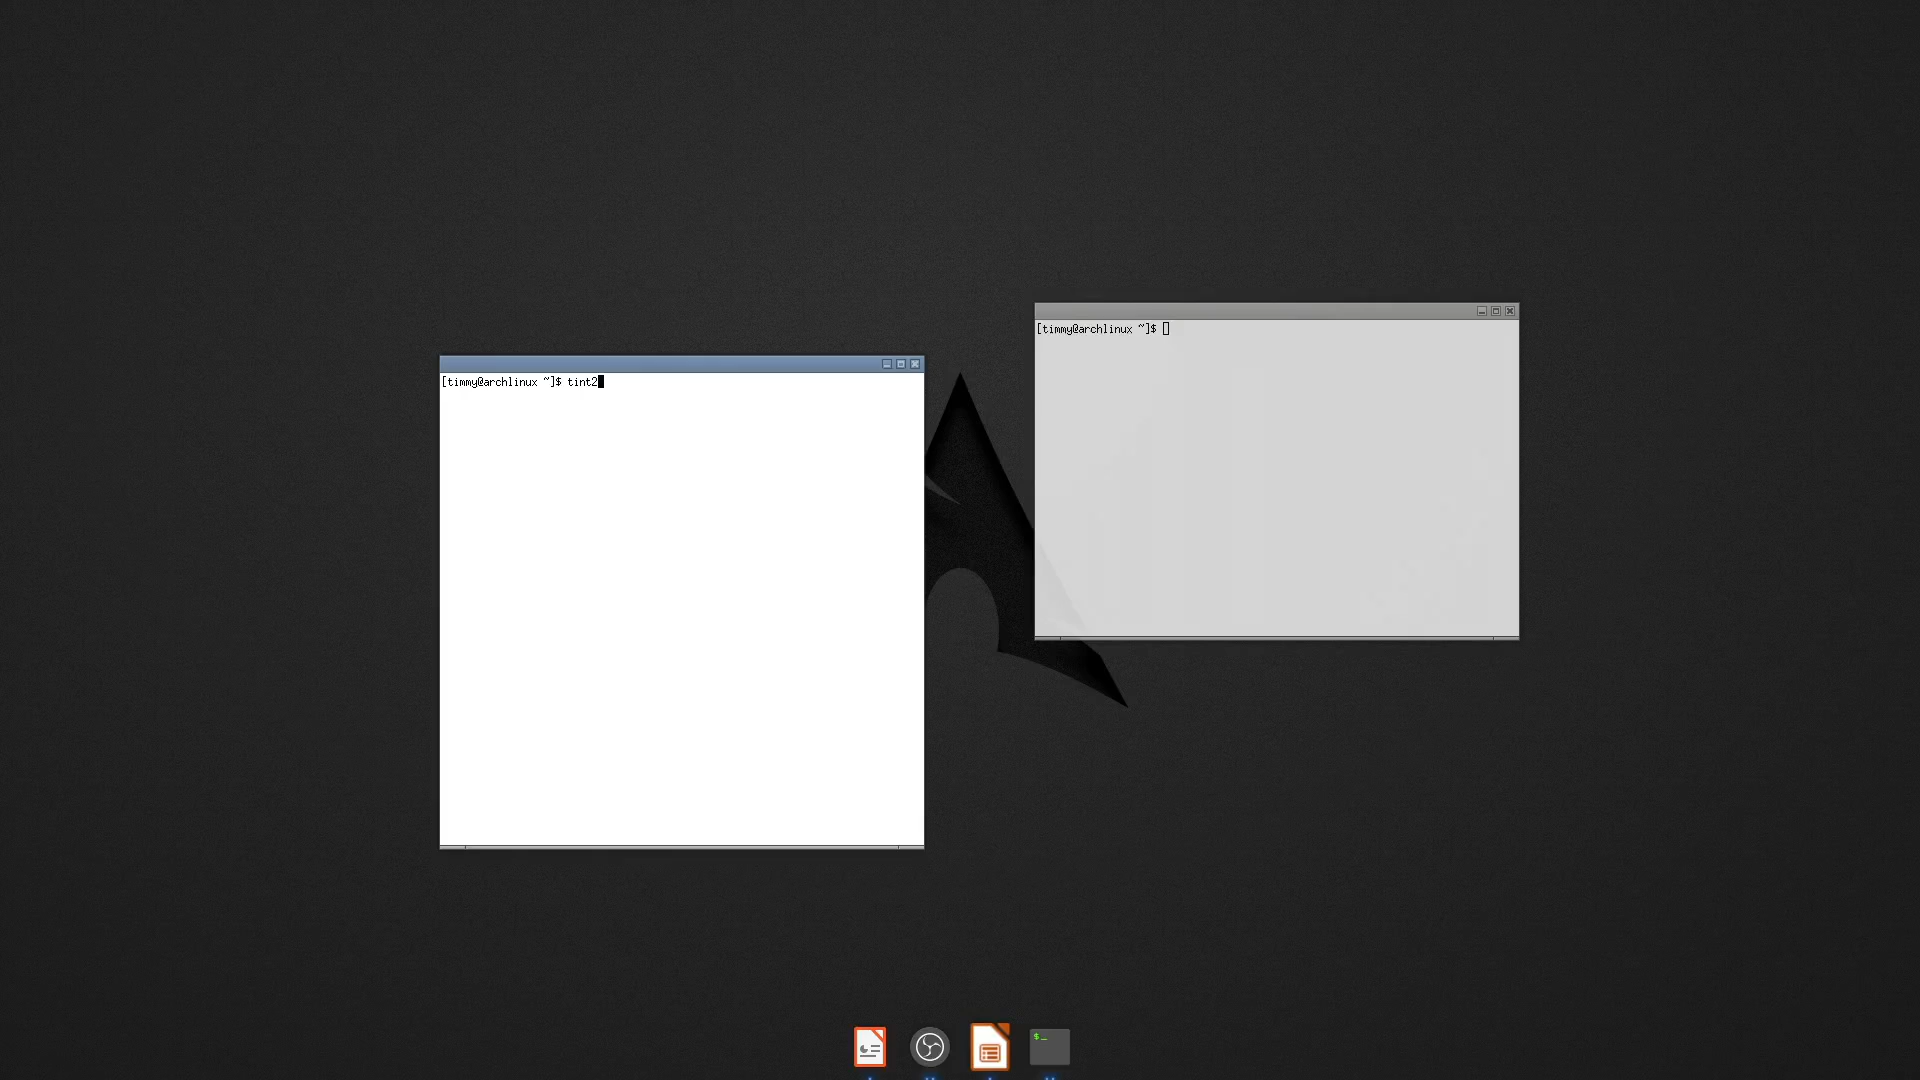 [timmy@archlinux ~]$
[timmy@archlinux ~]$ tint2
$_